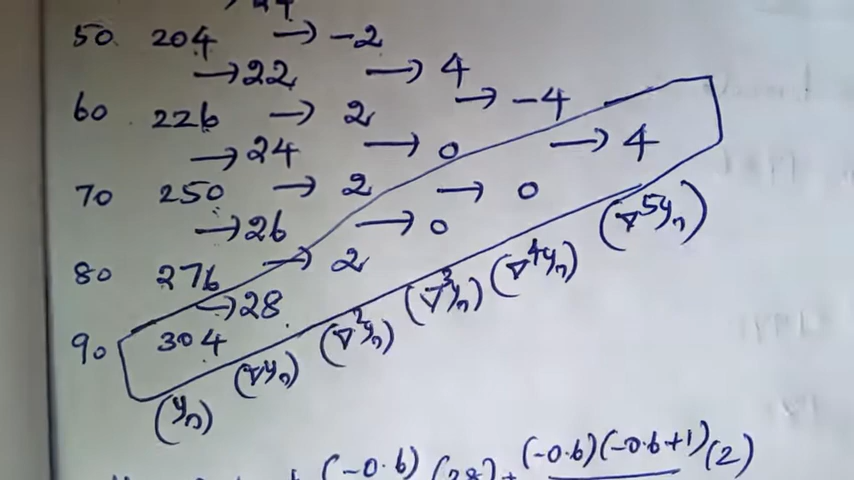 24
50 204 → -2
→ 22 → 4
60 226 → 2 → -4
→ 24 → 0 → 4
70 250 → 2 → 0
→ 26 → 0
80 276 → 2
→ 28
90 304
(yₙ) (∇yₙ) (∇²yₙ) (∇³yₙ) (∇⁴yₙ) (∇⁵yₙ)
(-0.6) (28) + (-0.6)(-0.6+1) (2)